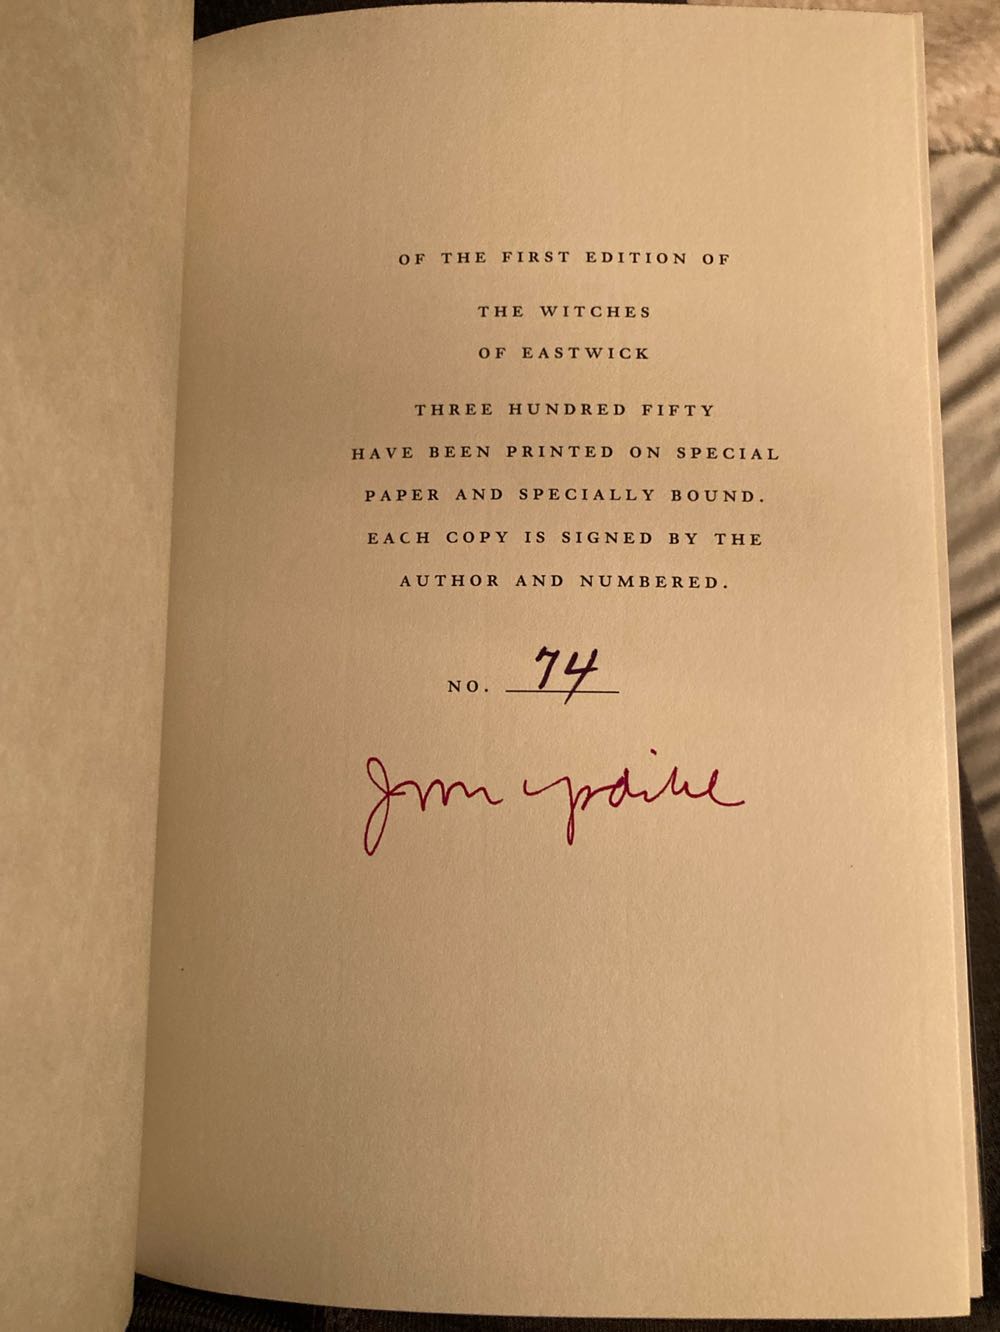 OF THE FIRST EDITION OF
THE WITCHES
OF EASTWICK
THREE HUNDRED FIFTY
HAVE BEEN PRINTED ON SPECIAL
PAPER AND SPECIALLY BOUND.
EACH COPY IS SIGNED BY THE
AUTHOR AND NUMBERED.
NO. 74
John Updike